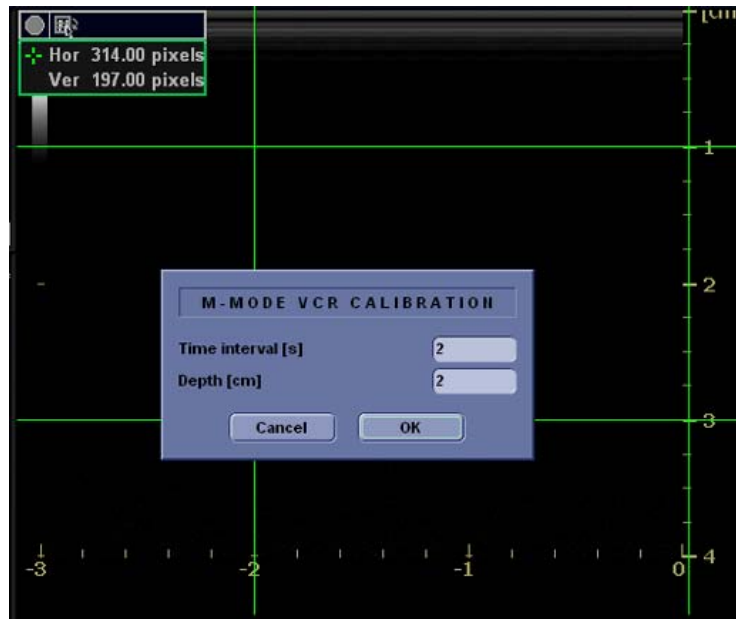 Hor 314.00 pixels
Ver 197.00 pixels
1
2
M-MODE VCR CALIBRATION
Time interval [s] 2
Depth [cm] 2
Cancel OK
3
4
-3 -2 -1 0